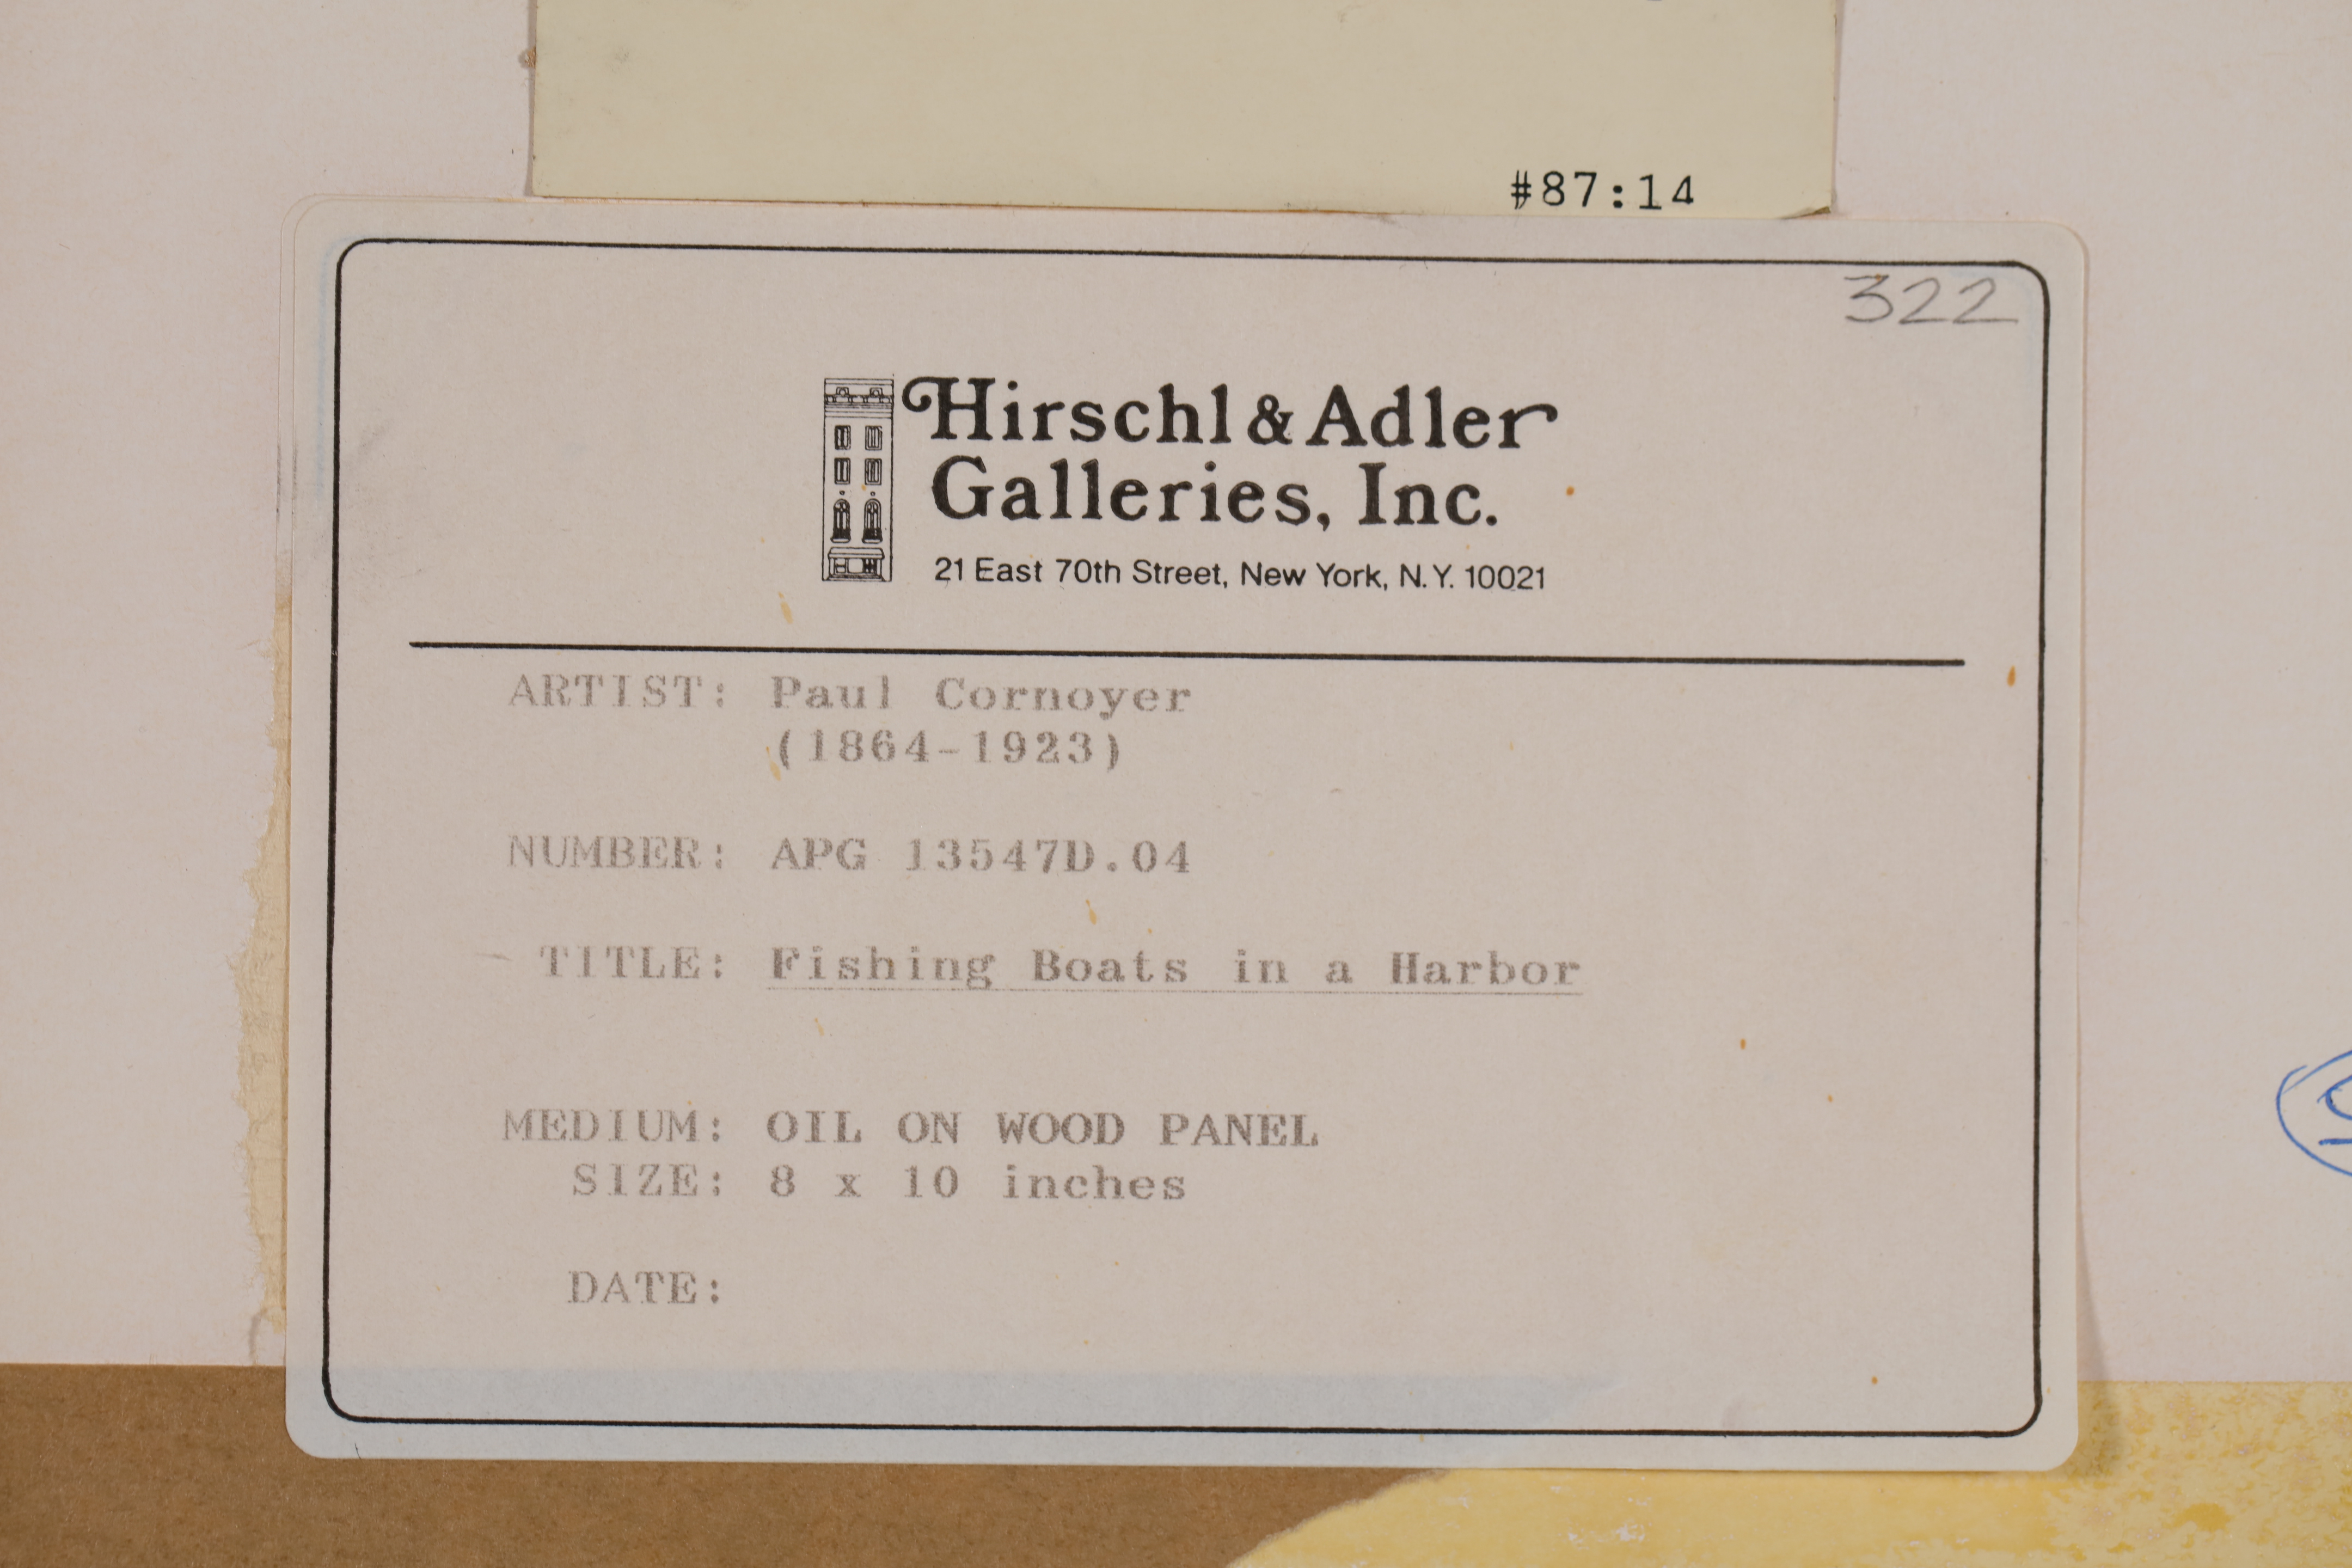 #87:14
322
Hirschl & Adler
Galleries, Inc.
21 East 70th Street, New York, N.Y. 10021
ARTIST: Paul Cornoyer
(1864-1923)
NUMBER: APG 13547D.04
TITLE: Fishing Boats in a Harbor
MEDIUM: OIL ON WOOD PANEL
SIZE: 8 x 10 inches
DATE: